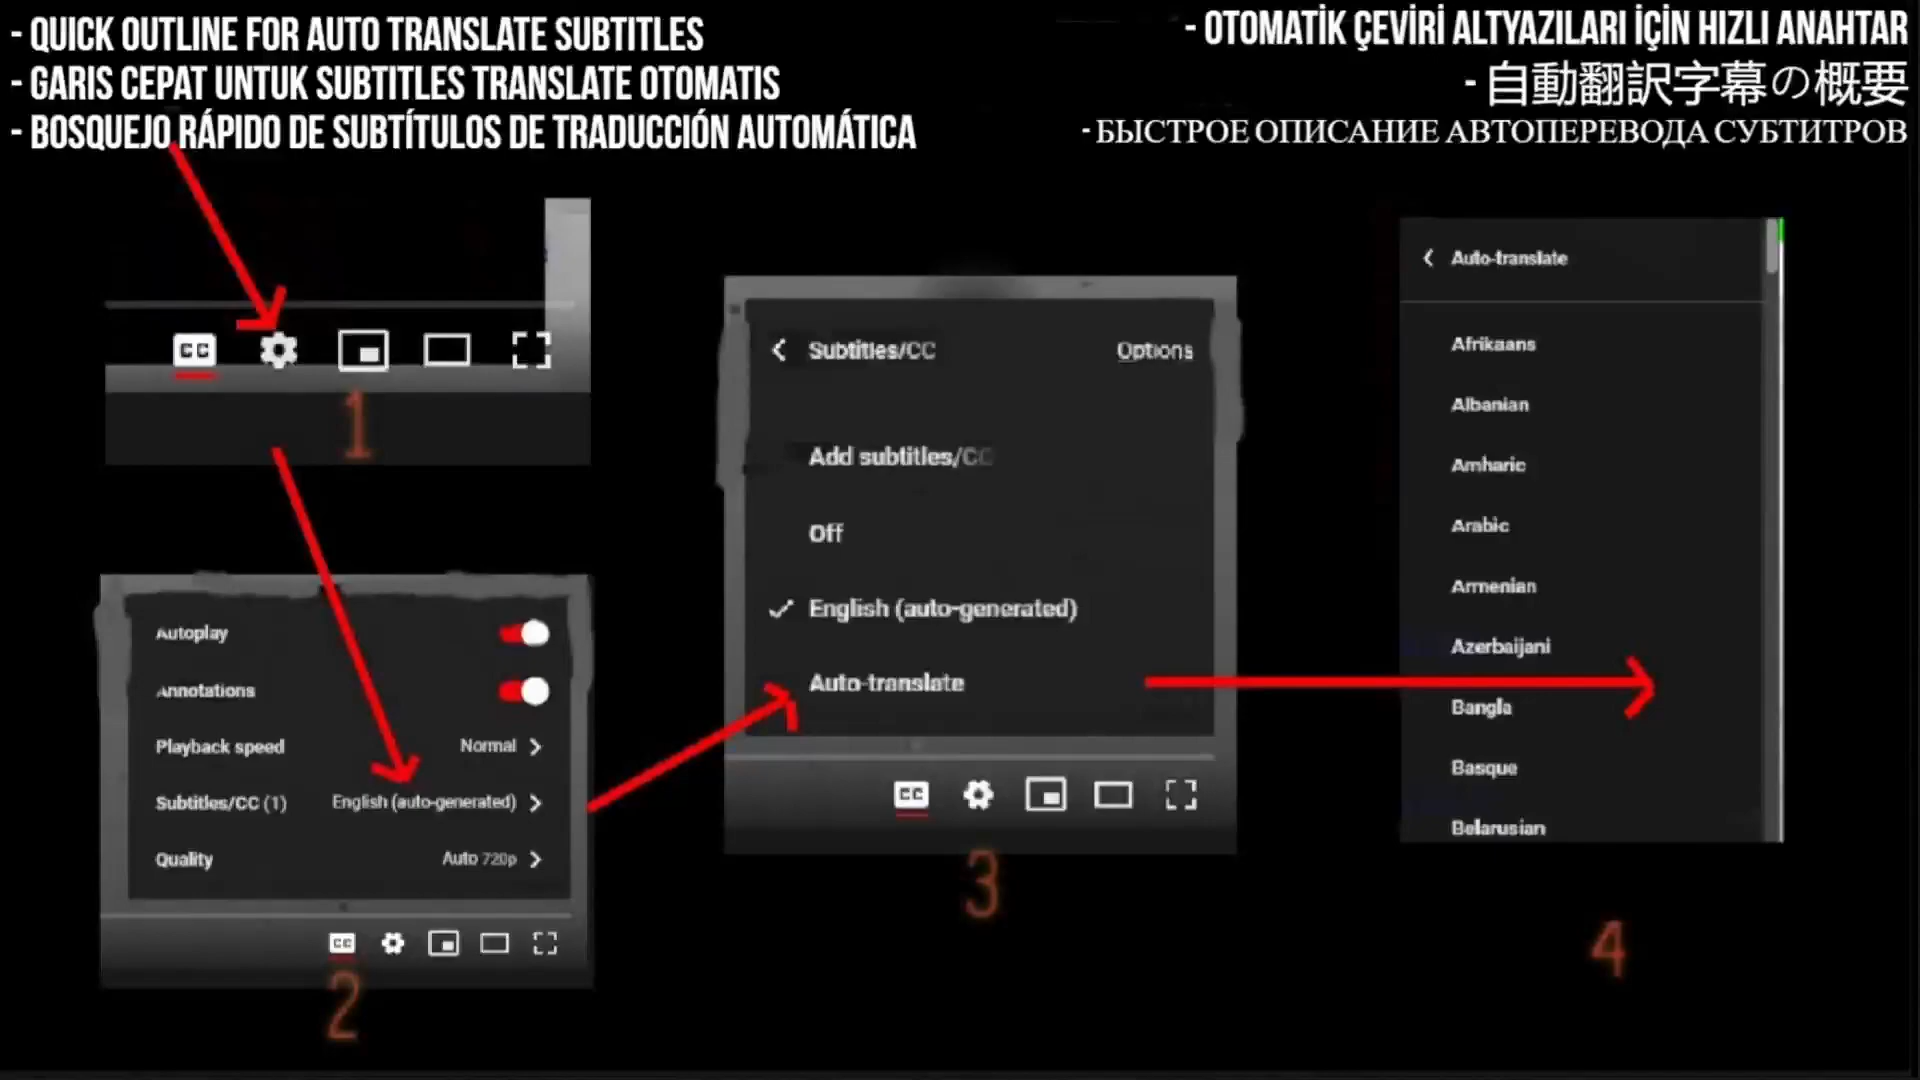 - QUICK OUTLINE FOR AUTO TRANSLATE SUBTITLES
- GARIS CEPAT UNTUK SUBTITLES TRANSLATE OTOMATIS
- BOSQUEJO RÁPIDO DE SUBTÍTULOS DE TRADUCCIÓN AUTOMÁTICA
- OTOMATİK ÇEVİRİ ALTYAZILARI İÇİN HIZLI ANAHTAR
- 自動翻訳字幕の概要
- БЫСТРОЕ ОПИСАНИЕ АВТОПЕРЕВОДА СУБТИТРОВ
CC
1
Autoplay
Annotations
Playback speed Normal
Subtitles/CC (1) English (auto-generated)
Quality Auto 720p
CC
2
Subtitles/CC Options
Add subtitles/CC
Off
English (auto-generated)
Auto-translate
CC
3
Auto-translate
Afrikaans
Albanian
Amharic
Arabic
Armenian
Azerbaijani
Bangla
Basque
Belarusian
4